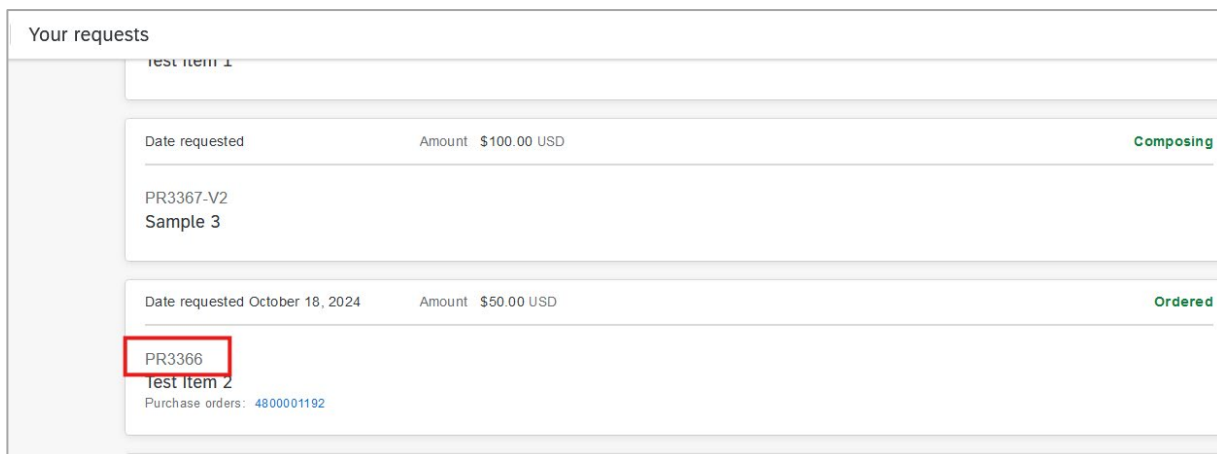 Your requests
Test Item 1
Date requested Amount $100.00 USD Composing
PR3367-V2
Sample 3
Date requested October 18, 2024 Amount $50.00 USD Ordered
PR3366
Test Item 2
Purchase orders: 4800001192